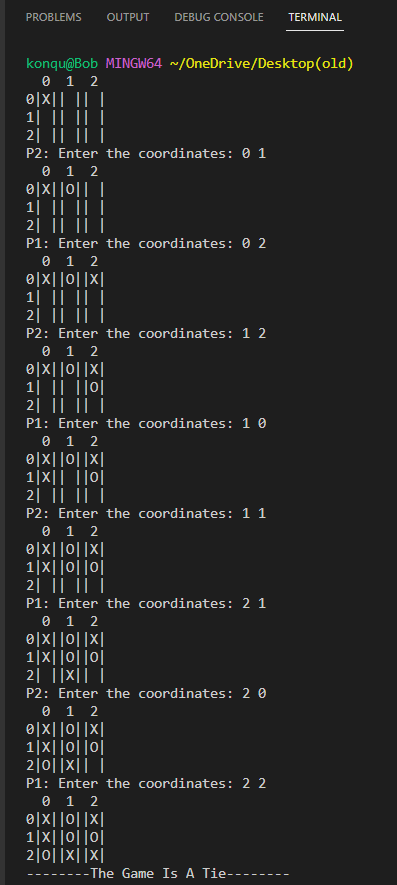 PROBLEMS OUTPUT DEBUG CONSOLE TERMINAL
konqu@Bob MINGW64 ~/OneDrive/Desktop(old)
  0  1  2
0|X|| || |
1| || || |
2| || || |
P2: Enter the coordinates: 0 1
  0  1  2
0|X||O|| |
1| || || |
2| || || |
P1: Enter the coordinates: 0 2
  0  1  2
0|X||O||X|
1| || || |
2| || || |
P2: Enter the coordinates: 1 2
  0  1  2
0|X||O||X|
1| || ||O|
2| || || |
P1: Enter the coordinates: 1 0
  0  1  2
0|X||O||X|
1|X|| ||O|
2| || || |
P2: Enter the coordinates: 1 1
  0  1  2
0|X||O||X|
1|X||O||O|
2| || || |
P1: Enter the coordinates: 2 1
  0  1  2
0|X||O||X|
1|X||O||O|
2| ||X|| |
P2: Enter the coordinates: 2 0
  0  1  2
0|X||O||X|
1|X||O||O|
2|O||X|| |
P1: Enter the coordinates: 2 2
  0  1  2
0|X||O||X|
1|X||O||O|
2|O||X||X|
--------The Game Is A Tie--------